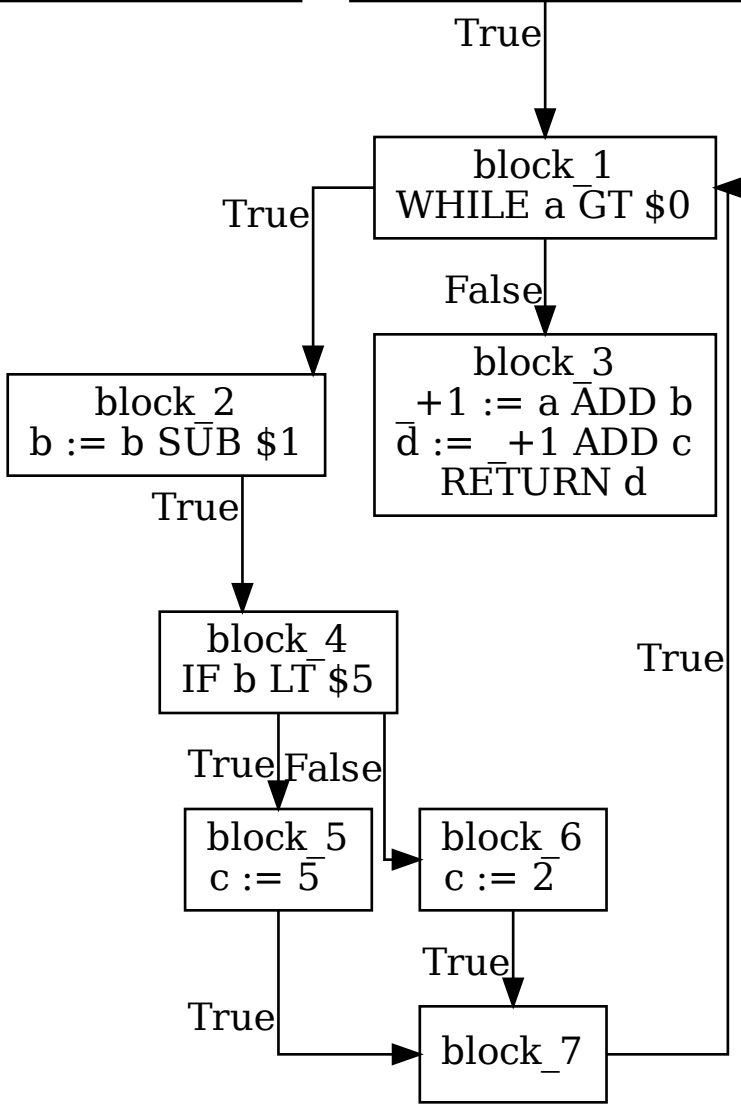 True
block_1
WHILE a GT $0
True
False
block_2
b := b SUB $1
block_3
_+1 := a ADD b
d := _+1 ADD c
RETURN d
True
block_4
IF b LT $5
True
True
False
block_5
c := 5
block_6
c := 2
True
True
block_7